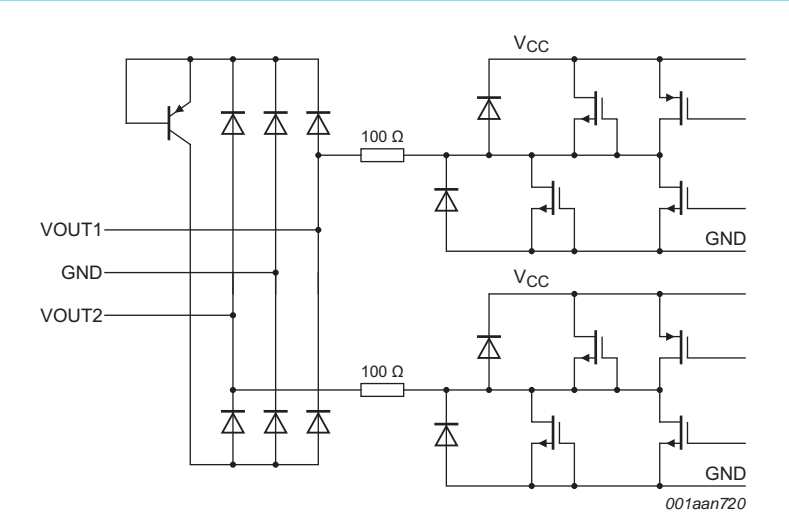 VCC
100 Ω
VOUT1
GND
GND
VCC
VOUT2
100 Ω
GND
001aan720